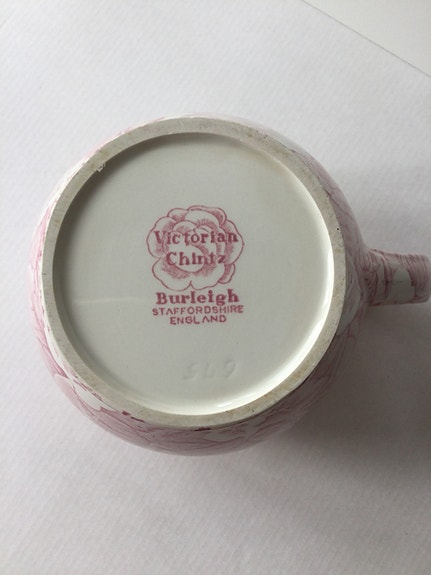 Victorian
Chintz
Burleigh
STAFFORDSHIRE
ENGLAND